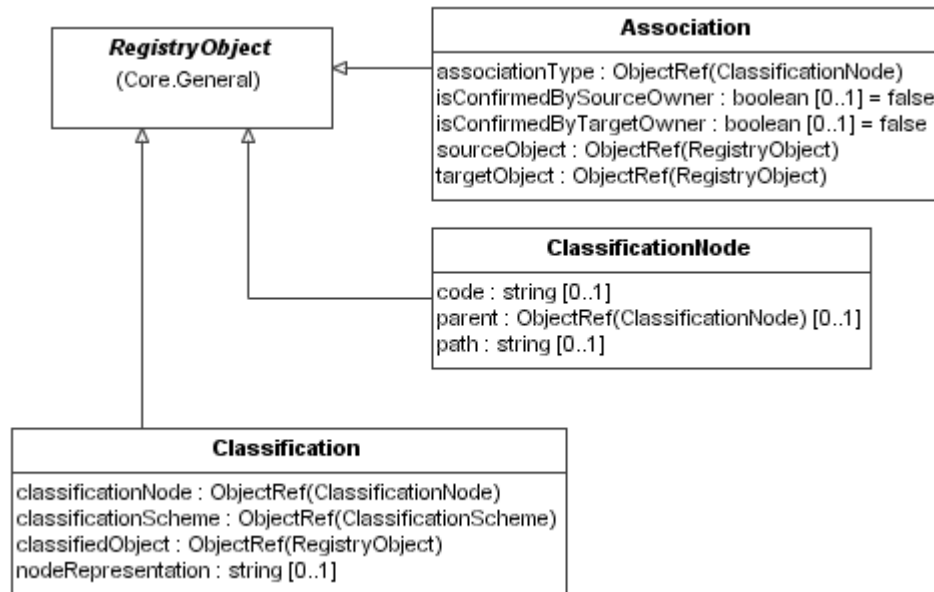 RegistryObject
(Core.General)
Association
associationType : ObjectRef(ClassificationNode)
isConfirmedBySourceOwner : boolean [0..1] = false
isConfirmedByTargetOwner : boolean [0..1] = false
sourceObject : ObjectRef(RegistryObject)
targetObject : ObjectRef(RegistryObject)
ClassificationNode
code : string [0..1]
parent : ObjectRef(ClassificationNode) [0..1]
path : string [0..1]
Classification
classificationNode : ObjectRef(ClassificationNode)
classificationScheme : ObjectRef(ClassificationScheme)
classifiedObject : ObjectRef(RegistryObject)
nodeRepresentation : string [0..1]